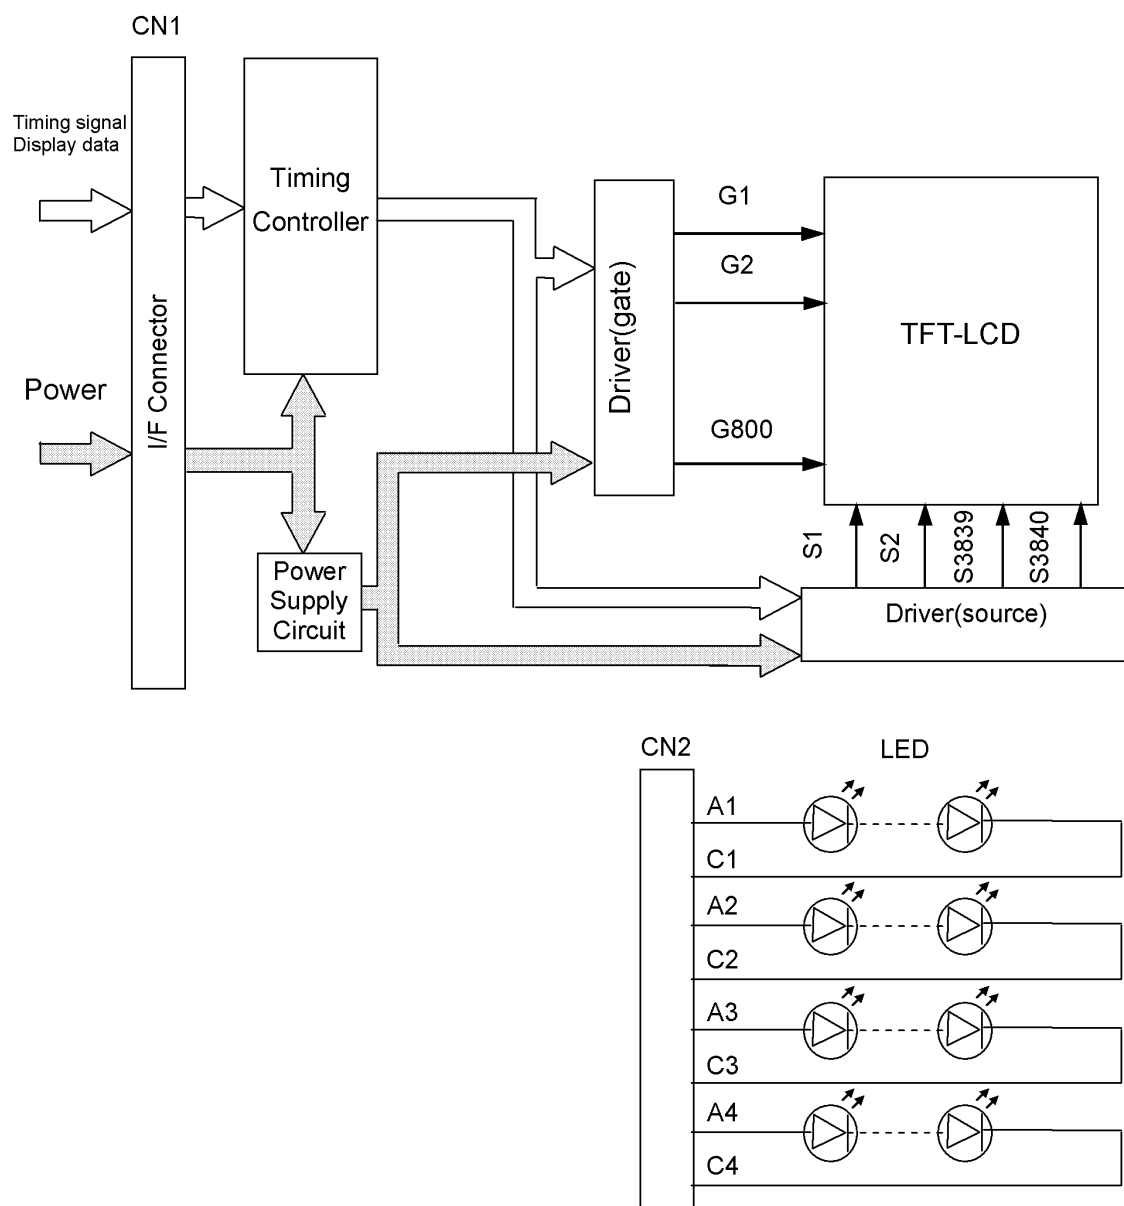 CN1
Timing signal
Display data
Power
I/F Connector
Timing
Controller
Power
Supply
Circuit
Driver(gate)
G1
G2
G800
TFT-LCD
S1
S2
S3839
S3840
Driver(source)
CN2
LED
A1
C1
A2
C2
A3
C3
A4
C4